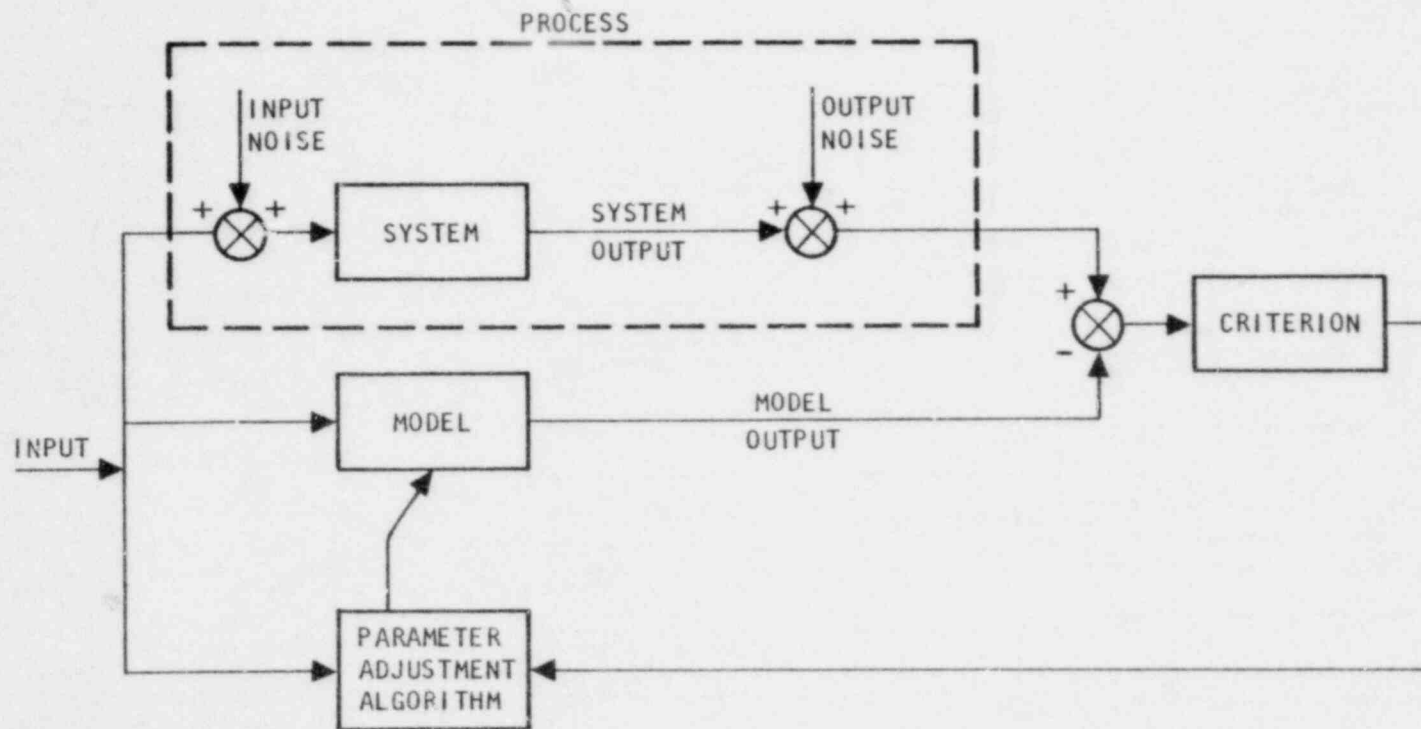 PROCESS
INPUT
NOISE
OUTPUT
NOISE
+ +
SYSTEM
SYSTEM
OUTPUT
+ +
+
-
CRITERION
MODEL
MODEL
OUTPUT
INPUT
PARAMETER
ADJUSTMENT
ALGORITHM